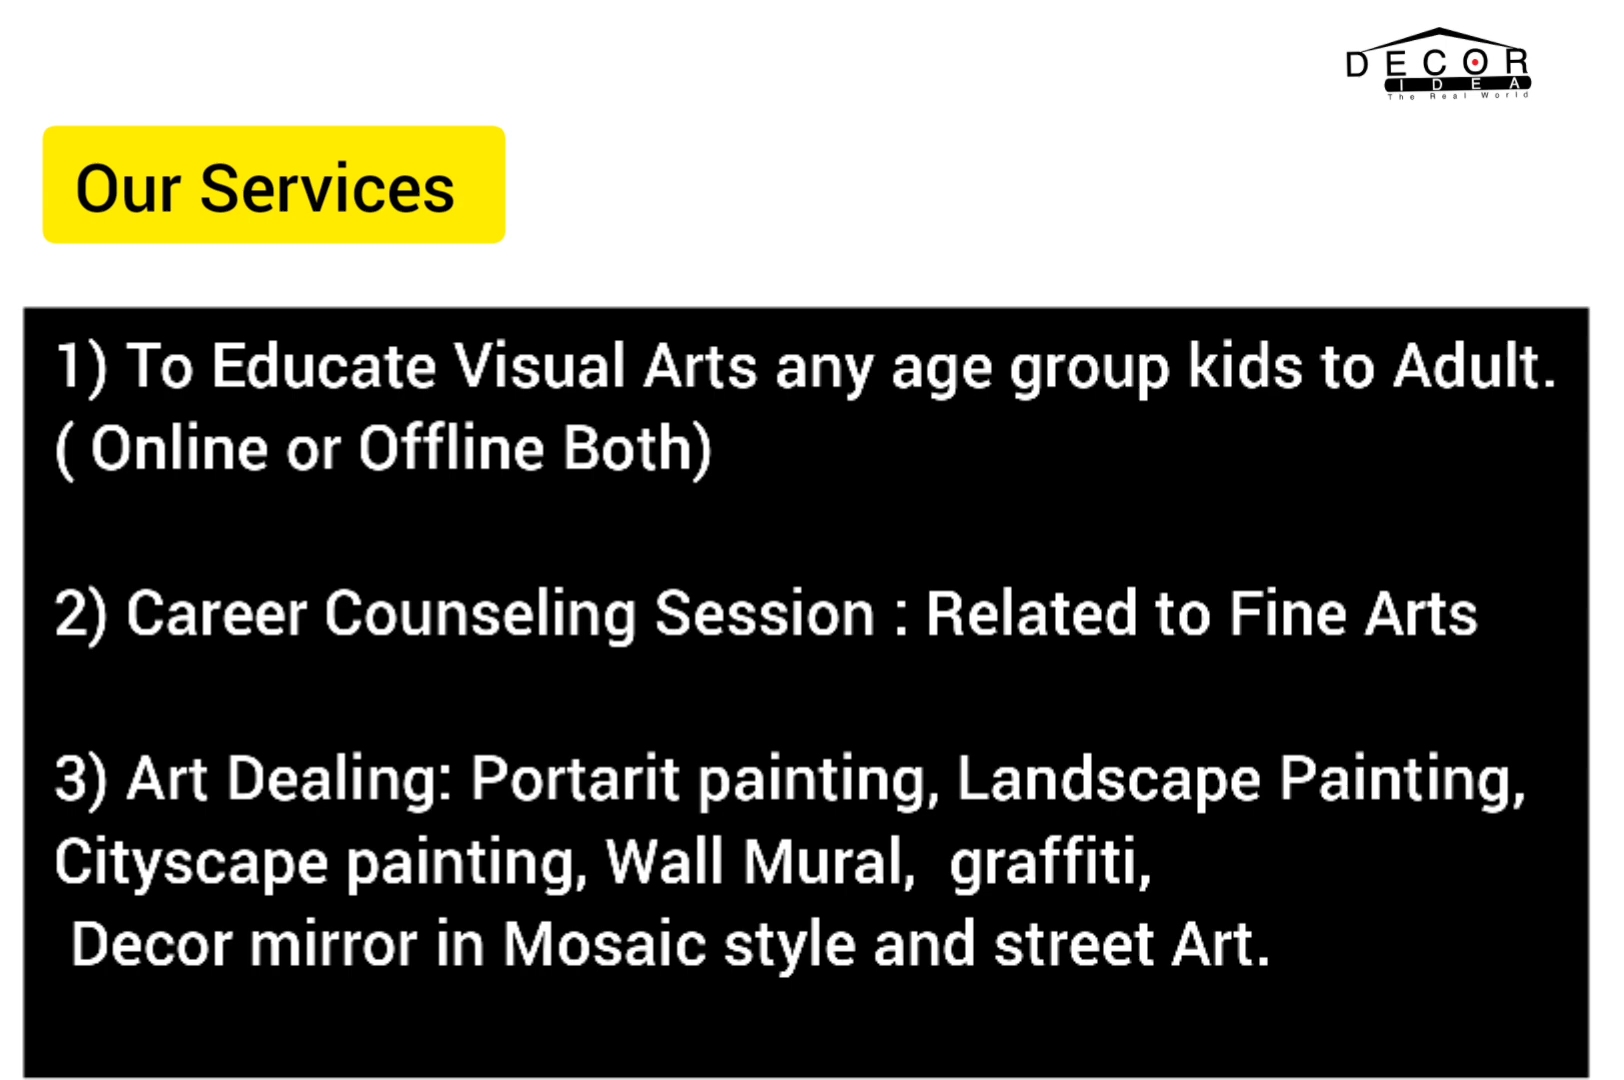 DECOR
IDEA
The Real World
Our Services
1) To Educate Visual Arts any age group kids to Adult.
( Online or Offline Both)
2) Career Counseling Session : Related to Fine Arts
3) Art Dealing: Portarit painting, Landscape Painting,
Cityscape painting, Wall Mural,  graffiti,
Decor mirror in Mosaic style and street Art.